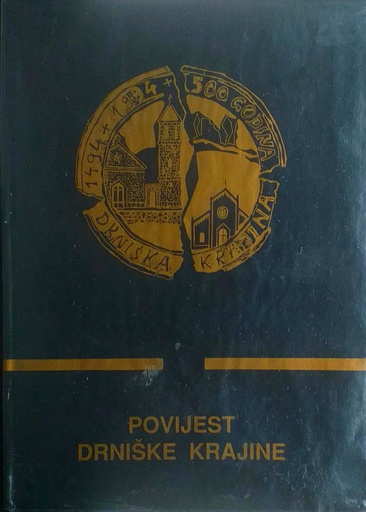 1494 + 1994 + 500 GODINA
DRNIŠKA KRAJINA
POVIJEST
DRNIŠKE KRAJINE